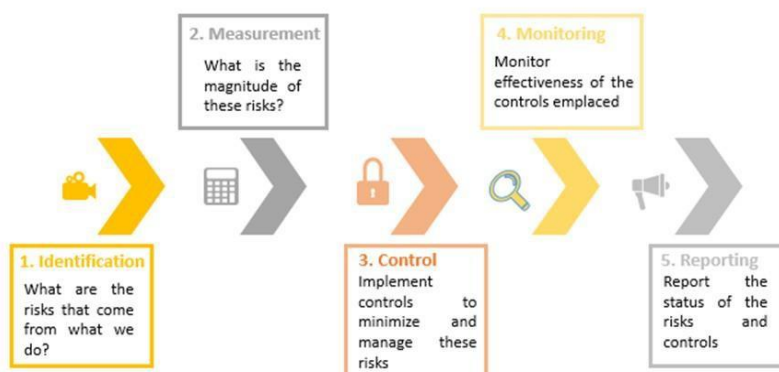 1. Identification
What are the
risks that come
from what we
do?
2. Measurement
What is the
magnitude of
these risks?
3. Control
Implement
controls to
minimize and
manage these
risks
4. Monitoring
Monitor
effectiveness of the
controls emplaced
5. Reporting
Report the
status of the
risks and
controls